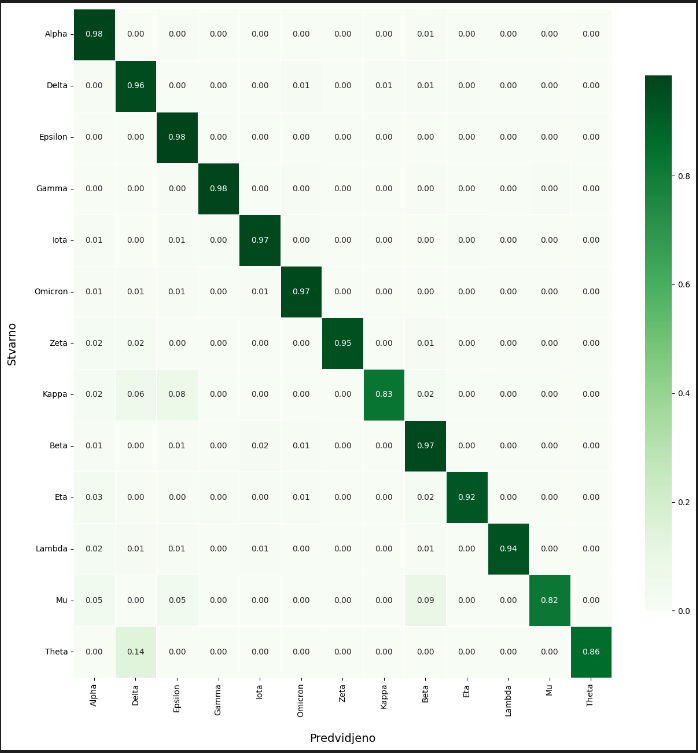 Alpha 0.98 0.00 0.00 0.00 0.00 0.00 0.00 0.00 0.01 0.00 0.00 0.00 0.00
Delta 0.00 0.96 0.00 0.00 0.00 0.01 0.00 0.01 0.01 0.00 0.00 0.00 0.00
0.8
Epsilon 0.00 0.00 0.98 0.00 0.00 0.00 0.00 0.00 0.00 0.00 0.00 0.00 0.00
Gamma 0.00 0.00 0.00 0.98 0.00 0.00 0.00 0.00 0.00 0.00 0.00 0.00 0.00
Iota 0.01 0.00 0.01 0.00 0.97 0.00 0.00 0.00 0.00 0.00 0.00 0.00 0.00
0.6
Omicron 0.01 0.01 0.01 0.00 0.01 0.97 0.00 0.00 0.00 0.00 0.00 0.00 0.00
Stvarno
Zeta 0.02 0.02 0.00 0.00 0.00 0.00 0.95 0.00 0.01 0.00 0.00 0.00 0.00
Kappa 0.02 0.06 0.08 0.00 0.00 0.00 0.00 0.83 0.02 0.00 0.00 0.00 0.00
0.4
Beta 0.01 0.00 0.01 0.00 0.02 0.01 0.00 0.00 0.97 0.00 0.00 0.00 0.00
Eta 0.03 0.00 0.00 0.00 0.00 0.01 0.00 0.00 0.02 0.92 0.00 0.00 0.00
0.2
Lambda 0.02 0.01 0.01 0.00 0.01 0.00 0.00 0.00 0.01 0.00 0.94 0.00 0.00
Mu 0.05 0.00 0.05 0.00 0.00 0.00 0.00 0.00 0.09 0.00 0.00 0.82 0.00
0.0
Theta 0.00 0.14 0.00 0.00 0.00 0.00 0.00 0.00 0.00 0.00 0.00 0.00 0.86
Alpha Delta Epsilon Gamma Iota Omicron Zeta Kappa Beta Eta Lambda Mu Theta
Predvidjeno